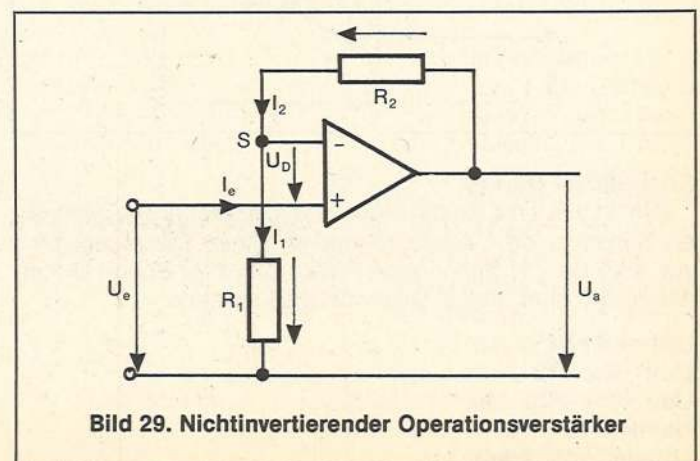 R₂
I₂
S
U_D
−
I_e
+
I₁
U_e
R₁
U_a
Bild 29. Nichtinvertierender Operationsverstärker